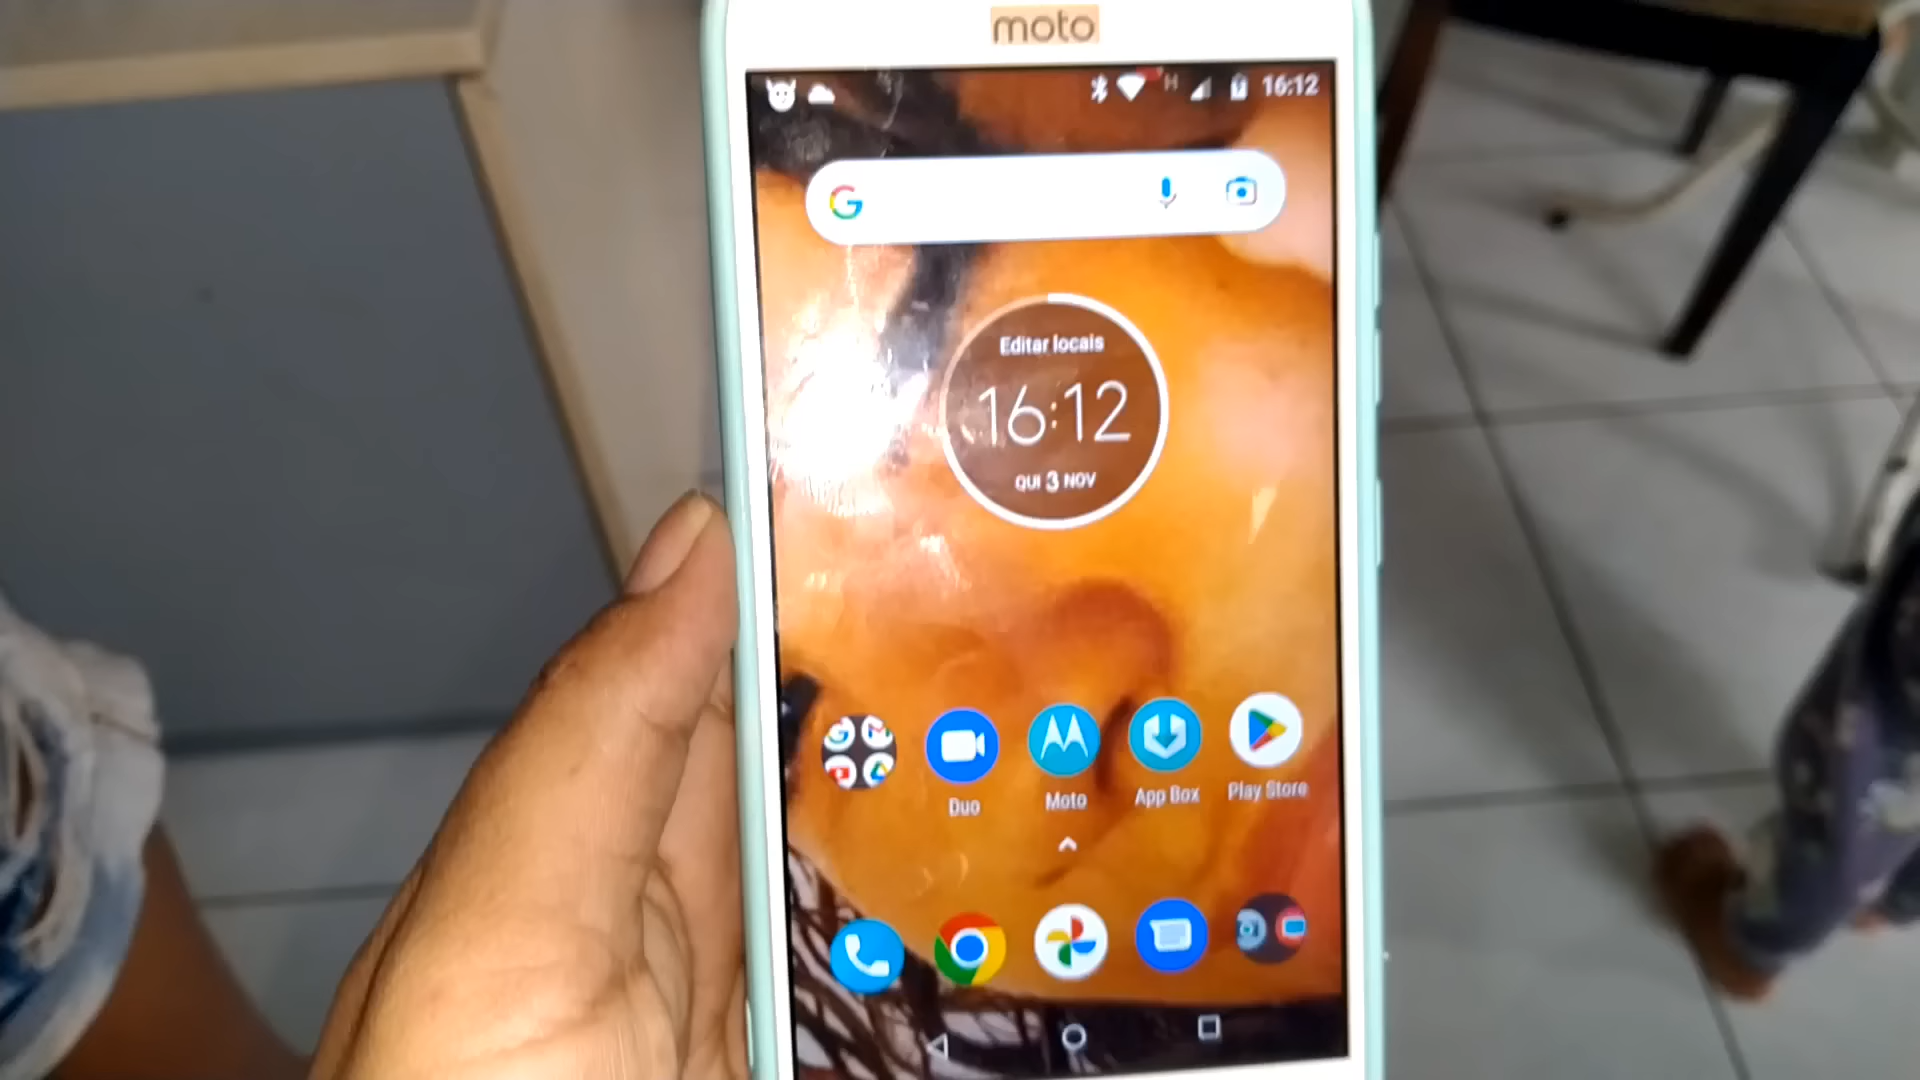 moto
H 16:12
Editar locais
16:12
QUI 3 NOV
Duo
Moto
App Box
Play Store